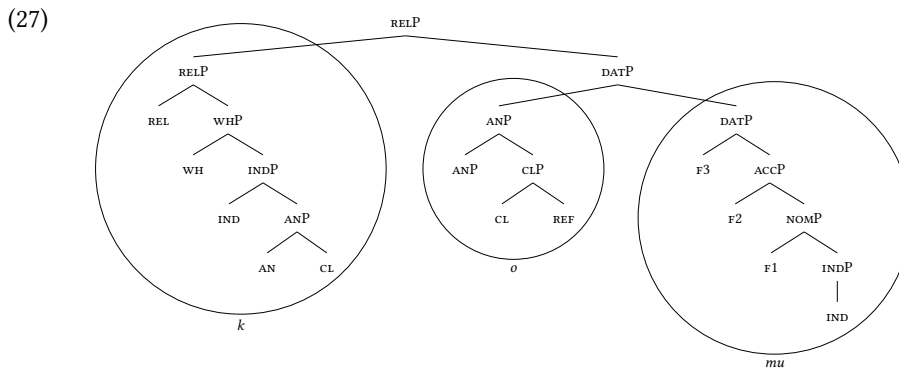 (27)
RELP
RELP DATP
REL WHP ANP DATP
WH INDP ANP CLP F3 ACCP
IND ANP CL REF F2 NOMP
AN CL o F1 INDP
IND
k
mu